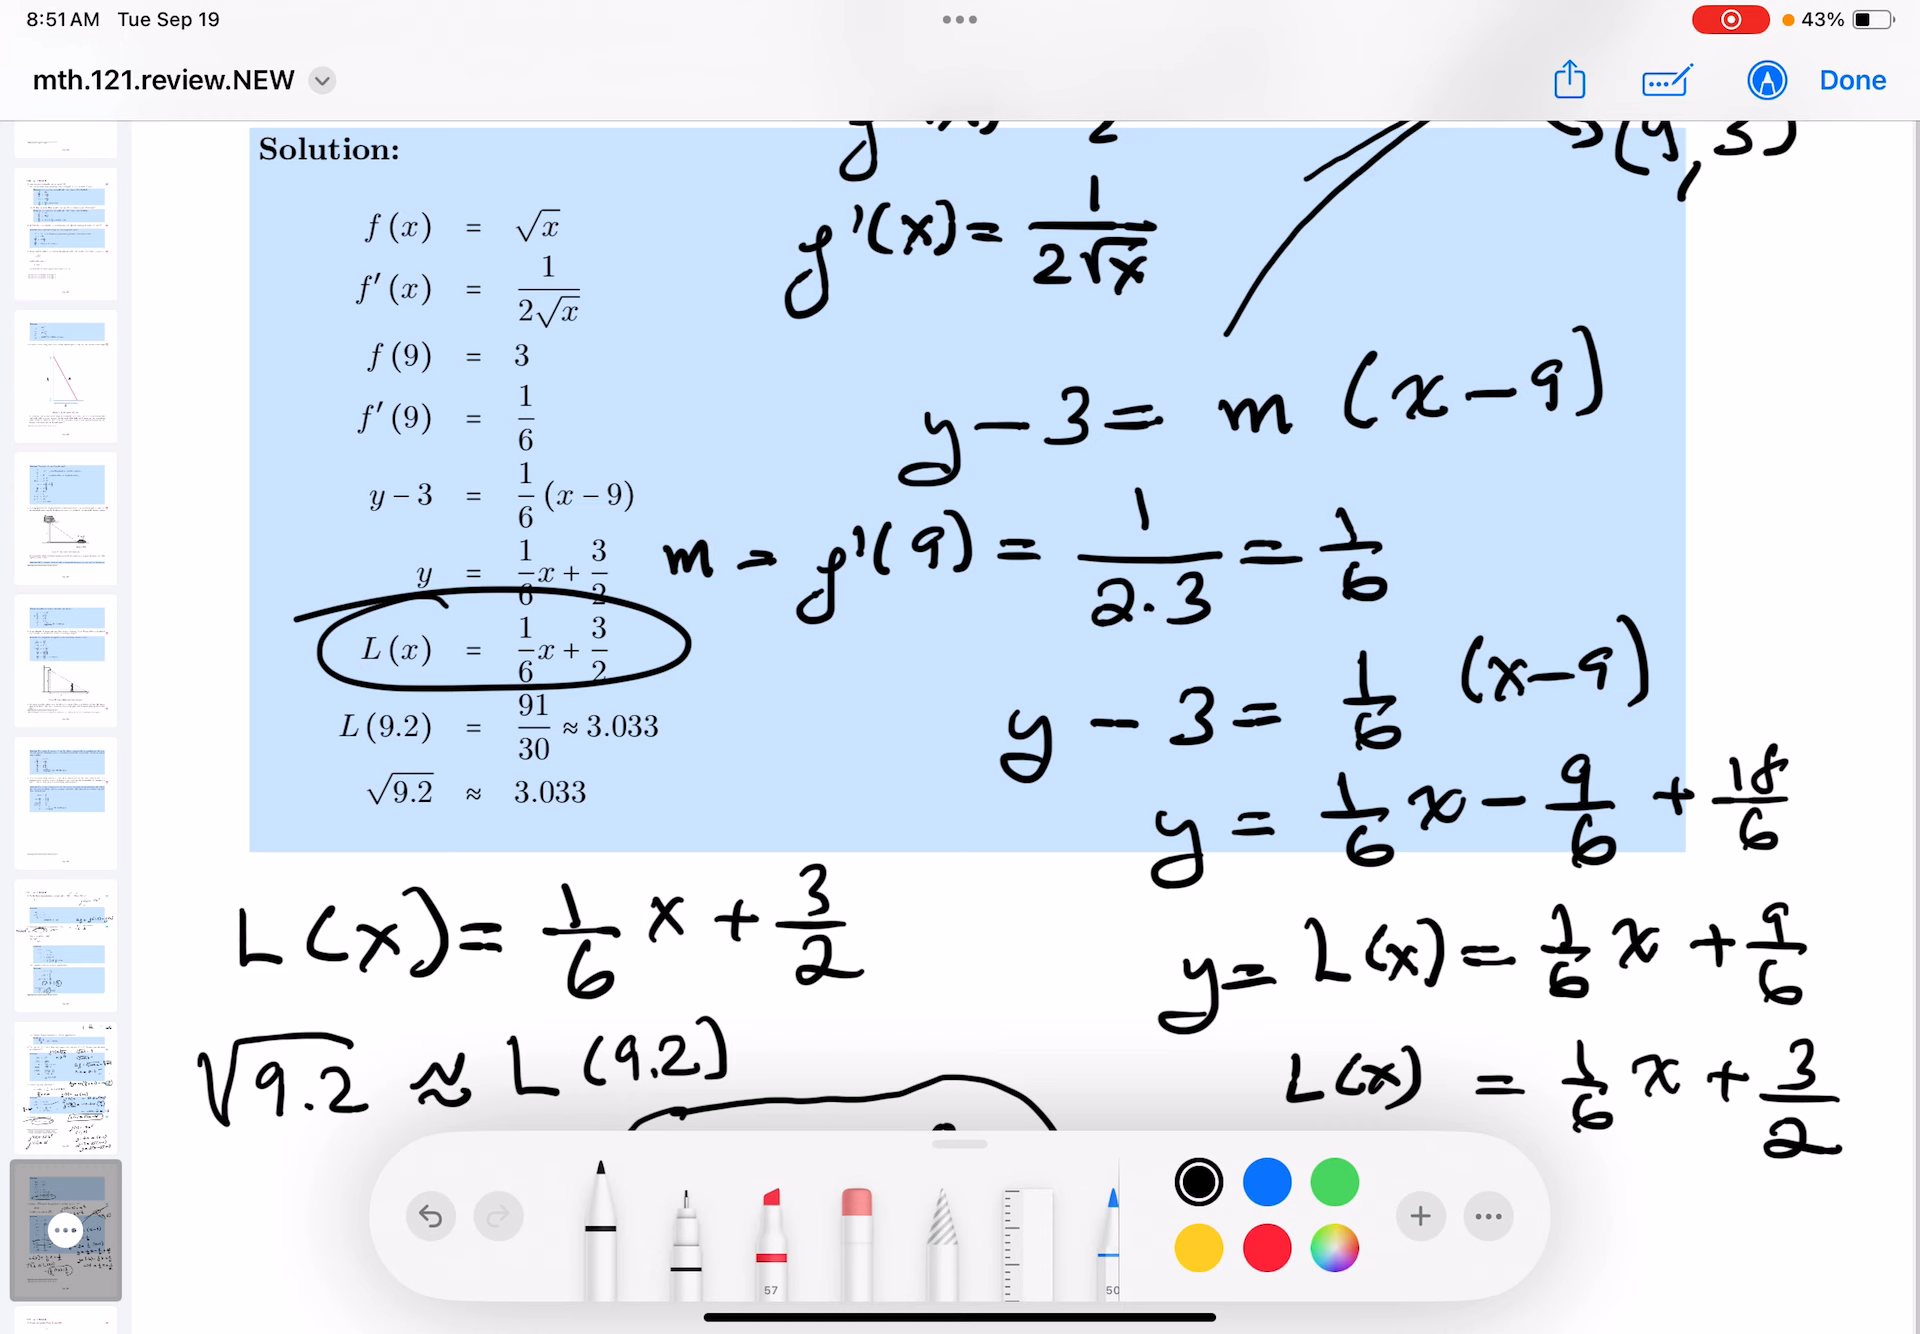 8:51 AM Tue Sep 19
43%
mth.121.review.NEW
Done
Solution:
f (x) = √x
f′ (x) = 1/(2√x)
f (9) = 3
f′ (9) = 1/6
y − 3 = 1/6 (x − 9)
y = 1/6 x + 3/2
L (x) = 1/6 x + 3/2
L (9.2) = 91/30 ≈ 3.033
√9.2 ≈ 3.033
(9, 3)
f'(x) = 1/(2√x)
y − 3 = m (x − 9)
m = f'(9) = 1/(2·3) = 1/6
y − 3 = 1/6 (x − 9)
y = 1/6 x − 9/6 + 18/6
y = L(x) = 1/6 x + 9/6
L(x) = 1/6 x + 3/2
L(x) = 1/6 x + 3/2
√9.2 ≈ L(9.2)
57
50